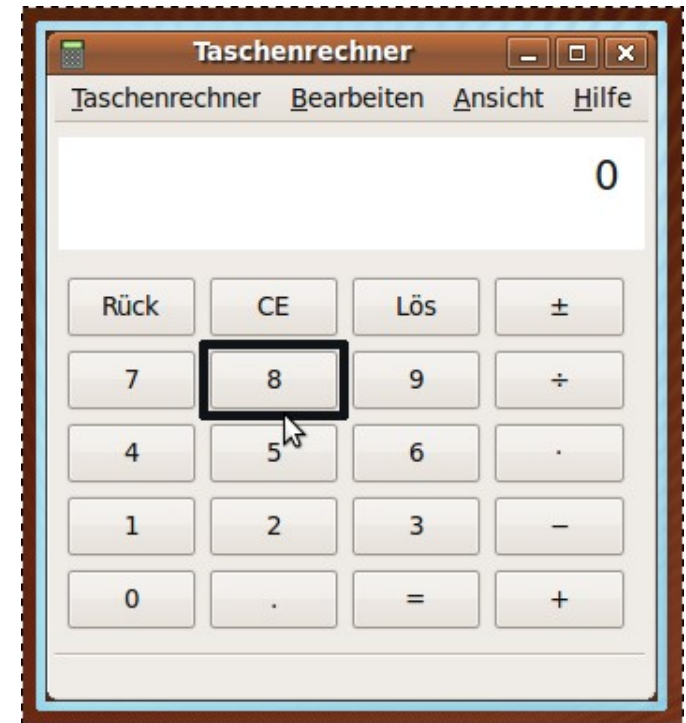 Taschenrechner
Taschenrechner Bearbeiten Ansicht Hilfe
0
Rück CE Lös ±
7 8 9 ÷
4 5 6 ·
1 2 3 −
0 . = +